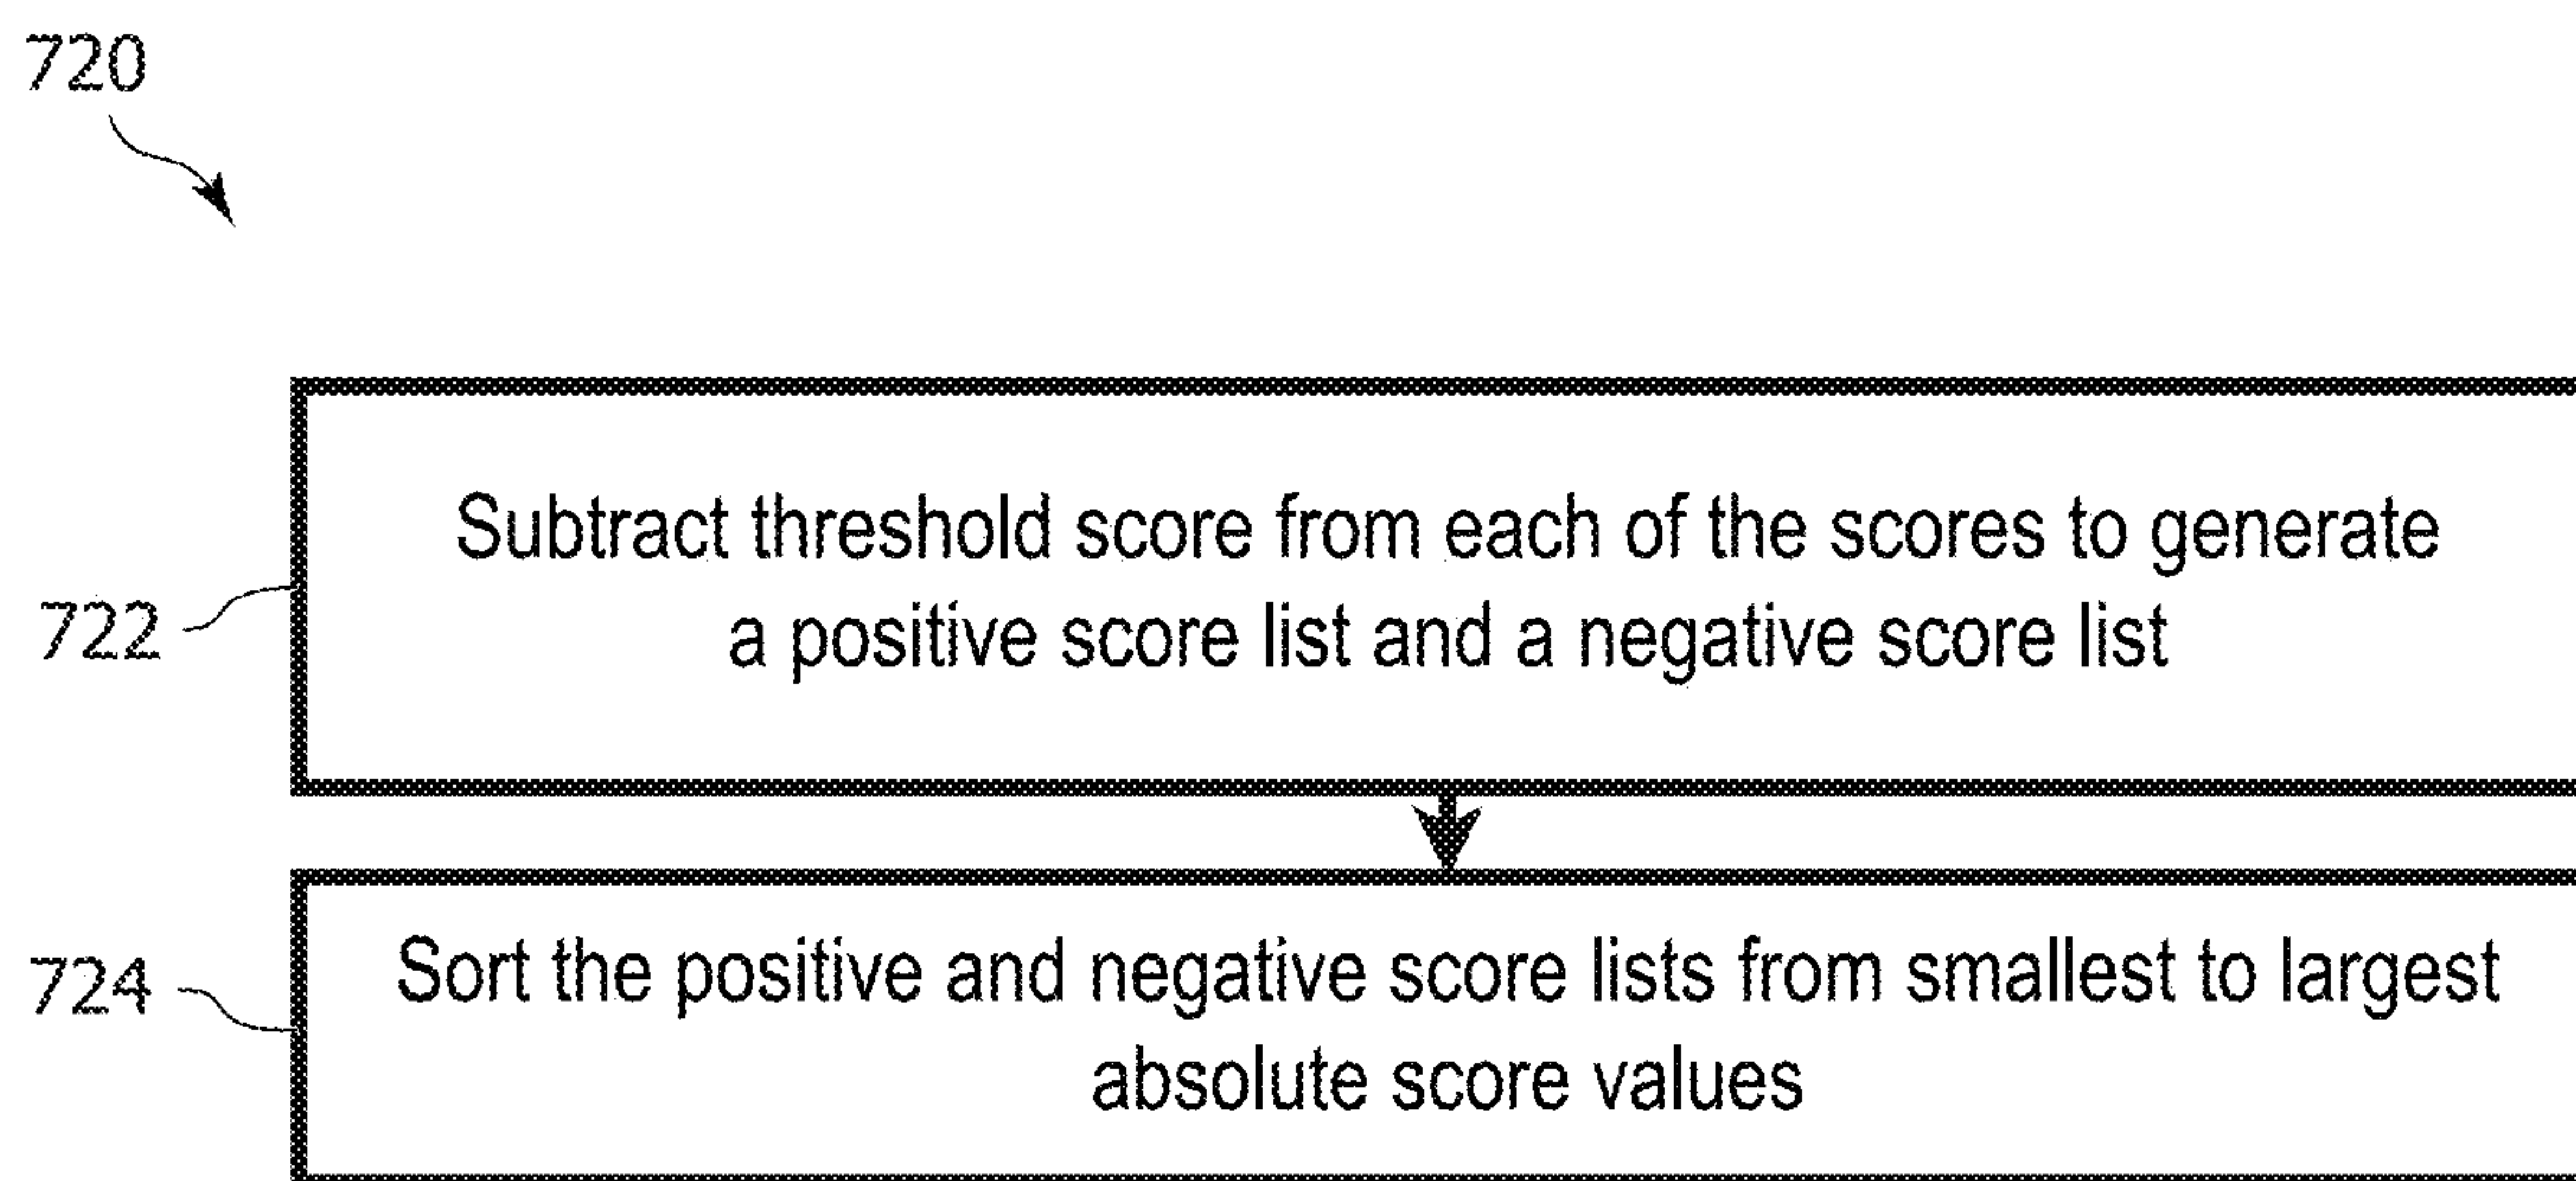 720
722
Subtract threshold score from each of the scores to generate
a positive score list and a negative score list
724
Sort the positive and negative score lists from smallest to largest
absolute score values